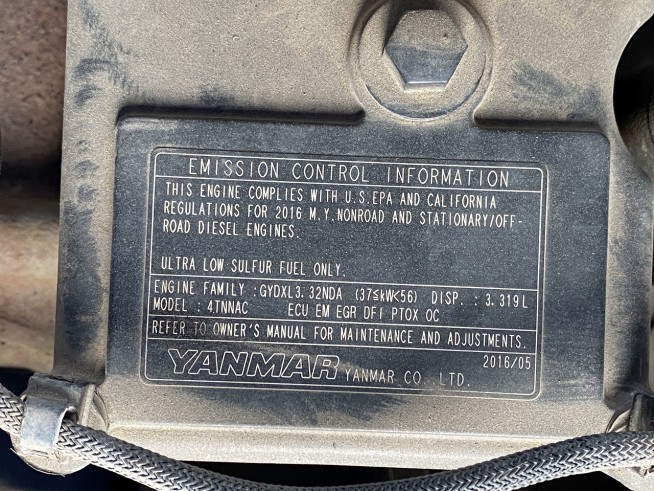 EMISSION CONTROL INFORMATION
THIS ENGINE COMPLIES WITH U.S.EPA AND CALIFORNIA
REGULATIONS FOR 2016 M.Y.NONROAD AND STATIONARY/OFF-
ROAD DIESEL ENGINES.
ULTRA LOW SULFUR FUEL ONLY.
ENGINE FAMILY : GYDXL3.32NDA (37≦kW<56) DISP. : 3.319L
MODEL : 4TNNAC ECU EM EGR DFI PTOX OC
REFER TO OWNER'S MANUAL FOR MAINTENANCE AND ADJUSTMENTS.
2016/05
YANMAR YANMAR CO. LTD.